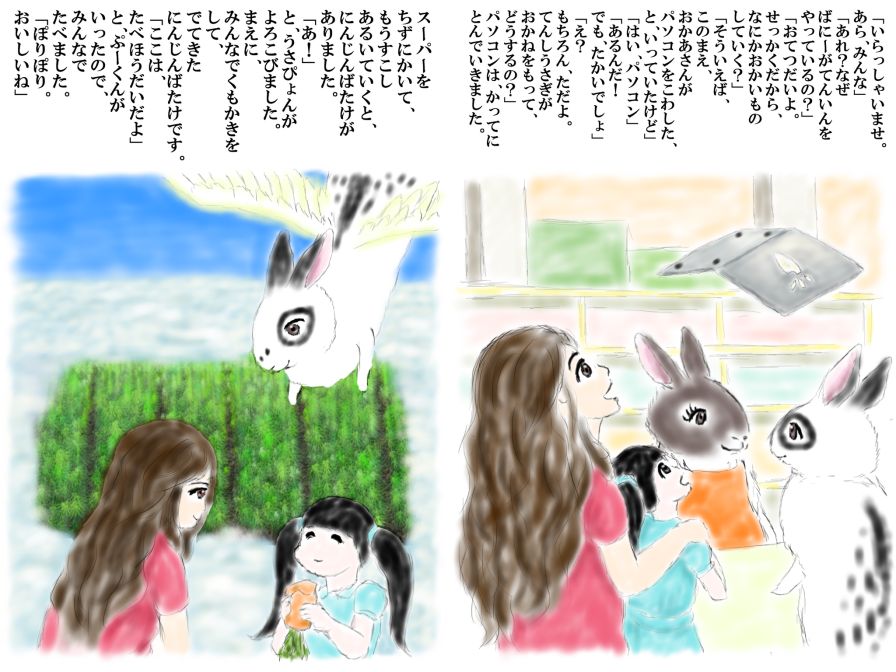 「いらっしゃいませ。
あら、みんな」
「あれ？なぜ
ばにーがてんいんを
やっているの？」
「おてつだいよ。
せっかくだから、
なにかおかいもの
していく？」
「そういえば、
このまえ、
おかあさんが
パソコンをこわした、
と、いっていたけど」
「はい、パソコン」
「あるんだ！
でも、たかいでしょ」
「え？
もちろん、ただよ。
てんしうさぎが
おかねをもって、
どうするの？」
パソコンは、かってに
とんでいきました。
スーパーを
ちずにかいて、
もうすこし
あるいていくと、
にんじんばたけが
ありました。
「あ！」
と、うさぴょんが
よろこびました。
まえに、
みんなでくもかきを
して、
でてきた
にんじんばたけです。
「ここは、
たべほうだいだよ」
と、ぷーくんが
いったので、
みんなで
たべました。
「ぽりぽり。
おいしいね」